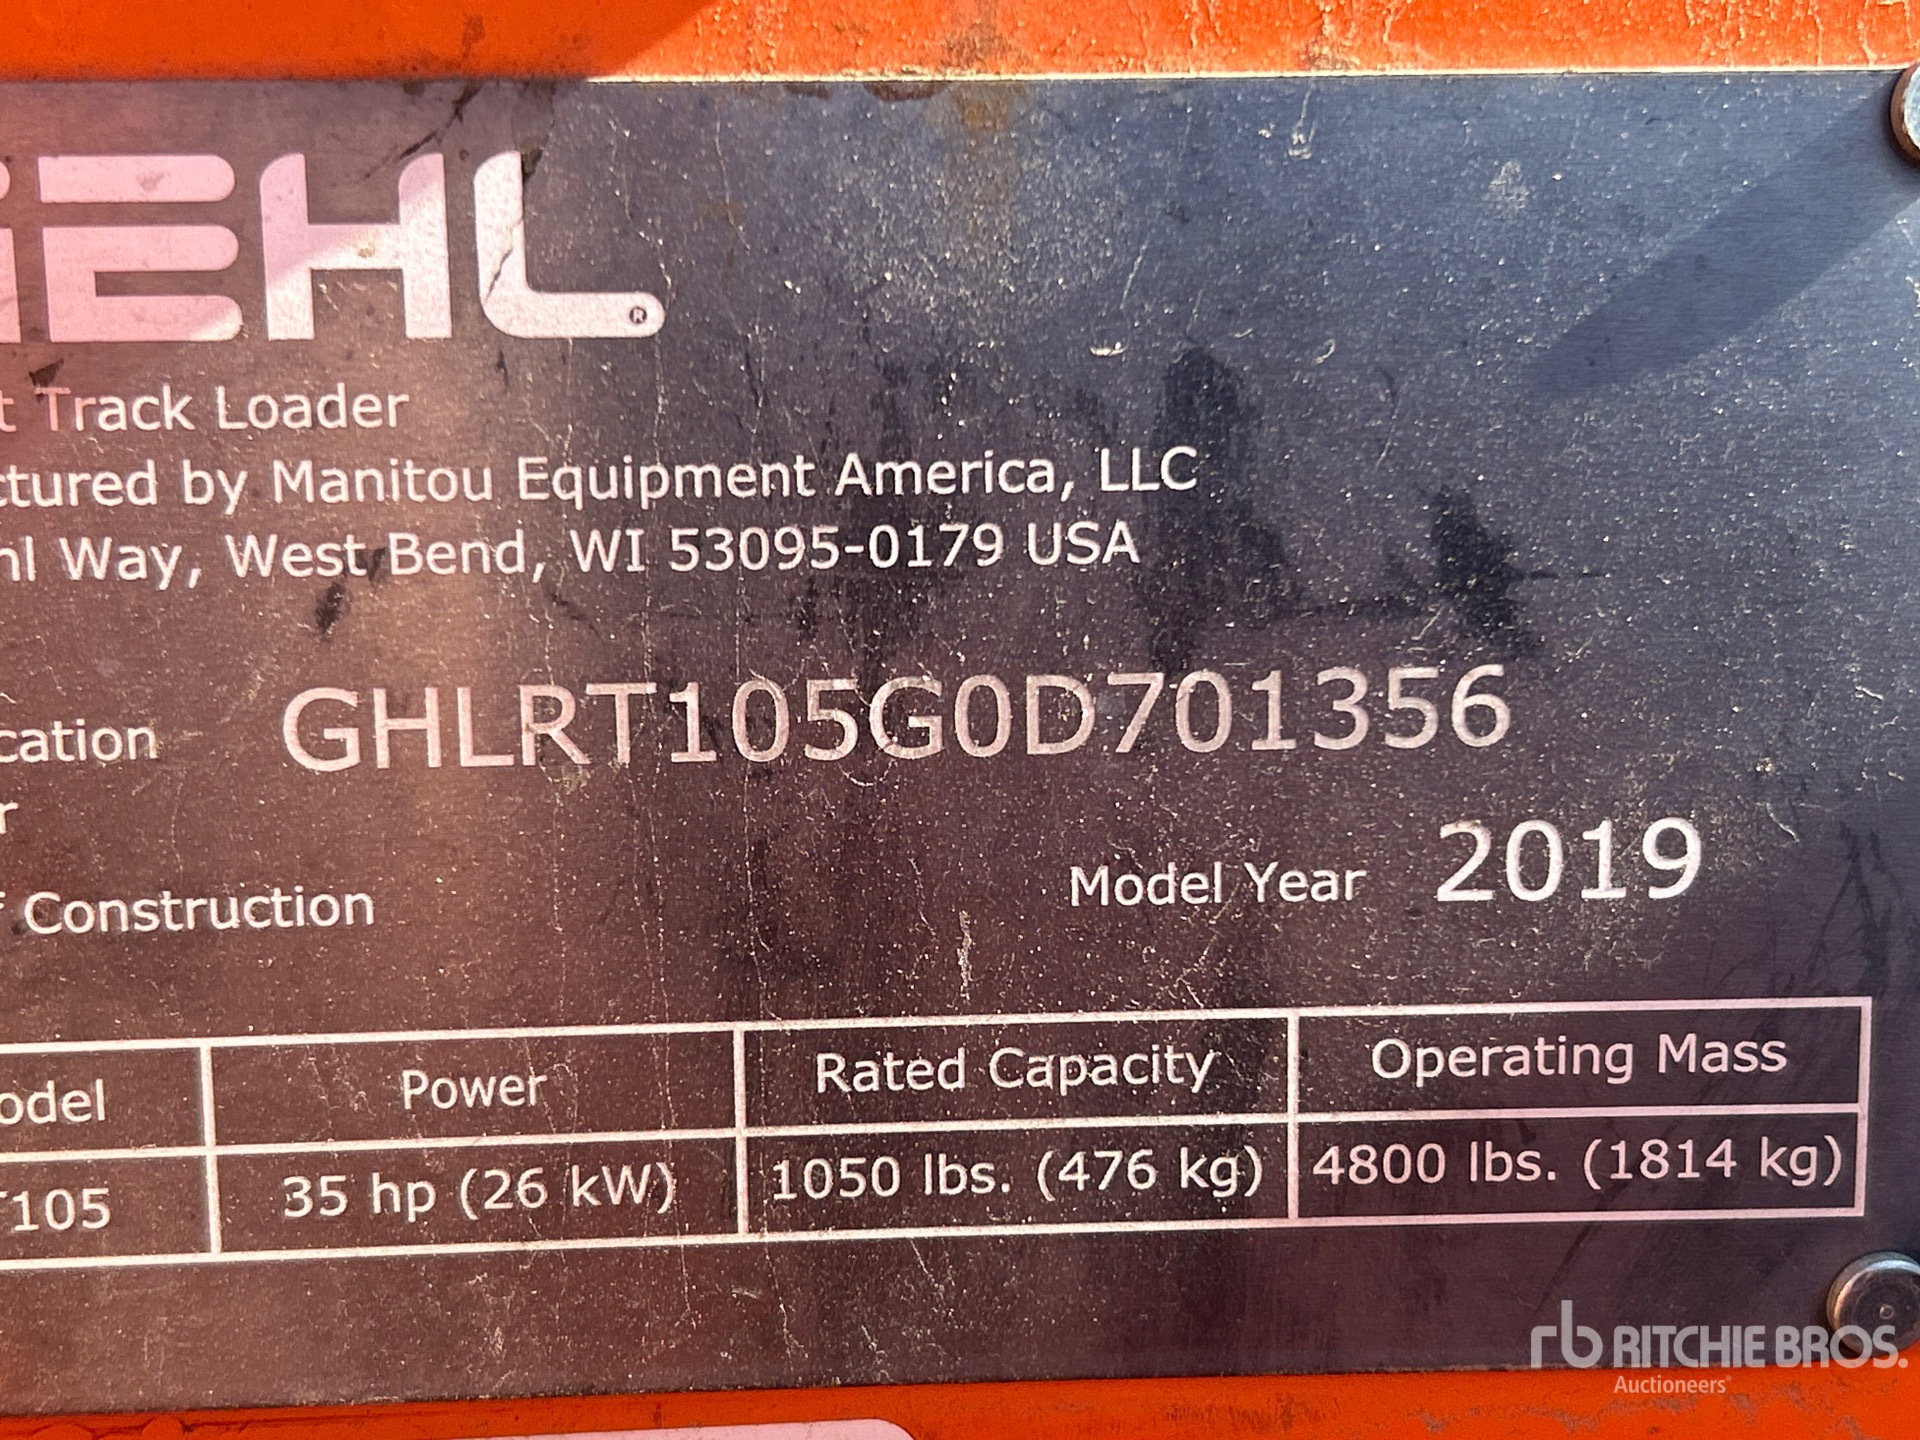 GEHL®
t Track Loader
ctured by Manitou Equipment America, LLC
hl Way, West Bend, WI 53095-0179 USA
cation GHLRT105G0D701356
r
f Construction
Model Year 2019
odel Power Rated Capacity Operating Mass
T105 35 hp (26 kW) 1050 lbs. (476 kg) 4800 lbs. (1814 kg)
rb RITCHIE BROS.
Auctioneers